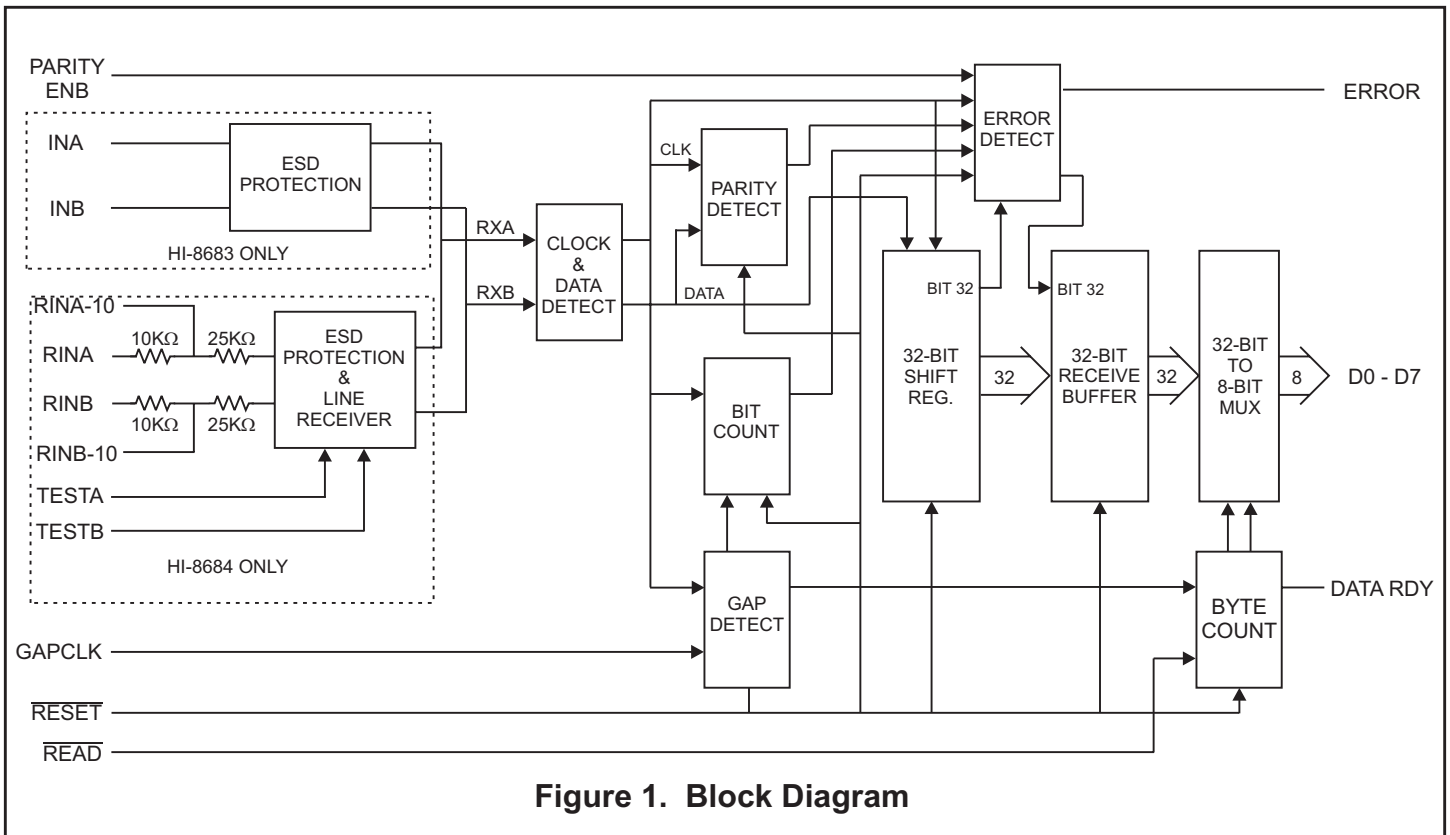 PARITY
ENB
INA
INB
ESD
PROTECTION
HI-8683 ONLY
RINA-10
10KΩ
25KΩ
RINA
RINB
10KΩ
25KΩ
RINB-10
ESD
PROTECTION
&
LINE
RECEIVER
TESTA
TESTB
HI-8684 ONLY
GAPCLK
RESET
READ
RXA
RXB
CLOCK
&
DATA
DETECT
CLK
DATA
PARITY
DETECT
BIT
COUNT
GAP
DETECT
ERROR
DETECT
ERROR
BIT 32
32-BIT
SHIFT
REG.
32
BIT 32
32-BIT
RECEIVE
BUFFER
32
32-BIT
TO
8-BIT
MUX
8
D0 - D7
BYTE
COUNT
DATA RDY
Figure 1. Block Diagram